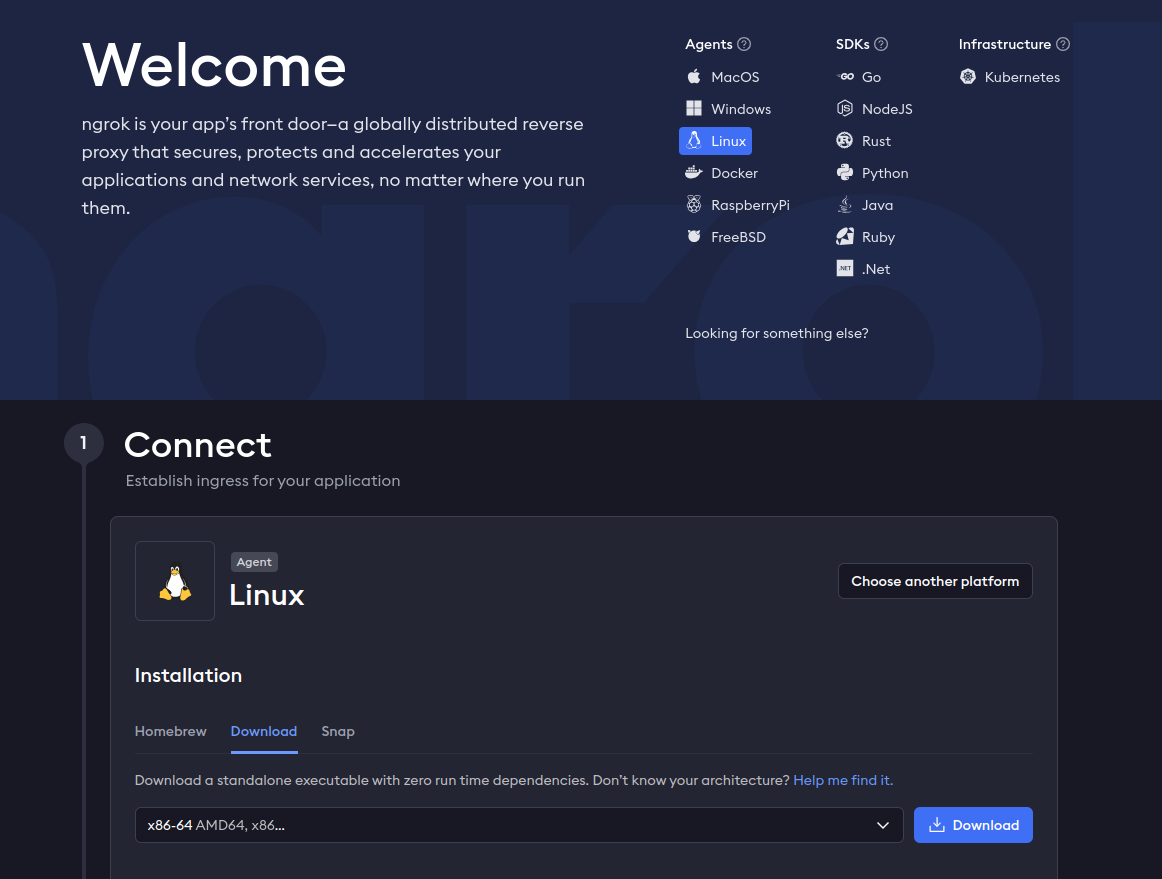 Welcome
ngrok is your app's front door—a globally distributed reverse
proxy that secures, protects and accelerates your
applications and network services, no matter where you run
them.
Agents
MacOS
Windows
Linux
Docker
RaspberryPi
FreeBSD
SDKs
Go
NodeJS
Rust
Python
Java
Ruby
.Net
Infrastructure
Kubernetes
Looking for something else?
1
Connect
Establish ingress for your application
Agent
Linux
Choose another platform
Installation
Homebrew
Download
Snap
Download a standalone executable with zero run time dependencies. Don't know your architecture? Help me find it.
x86-64 AMD64, x86...
Download